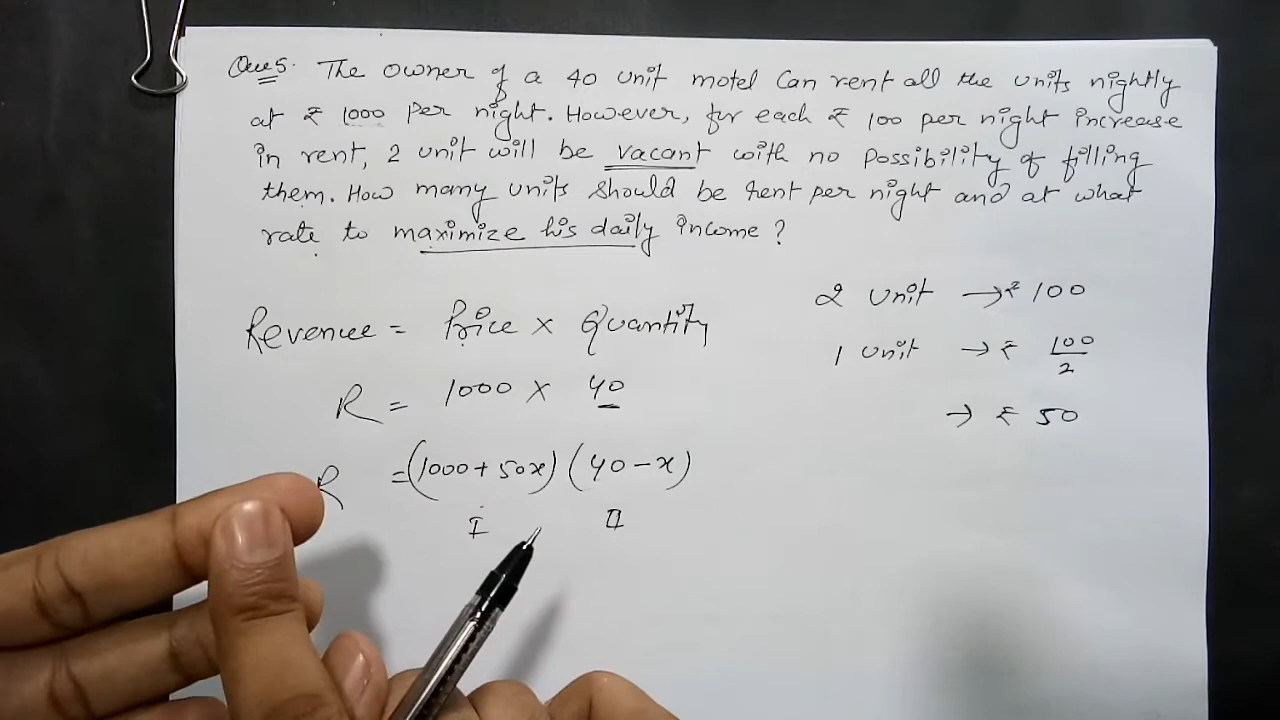 Ques. The owner of a 40 unit motel Can rent all the units nightly
at ₹ 1000 per night. However, for each ₹ 100 per night increase
in rent, 2 unit will be vacant with no possibility of filling
them. How many units should be rent per night and at what
rate to maximize his daily income ?
Revenue = Price × Quantity
R = 1000 × 40
R = (1000 + 50x) (40 - x)
I II
2 unit → ₹ 100
1 unit → ₹ 100/2
→ ₹ 50